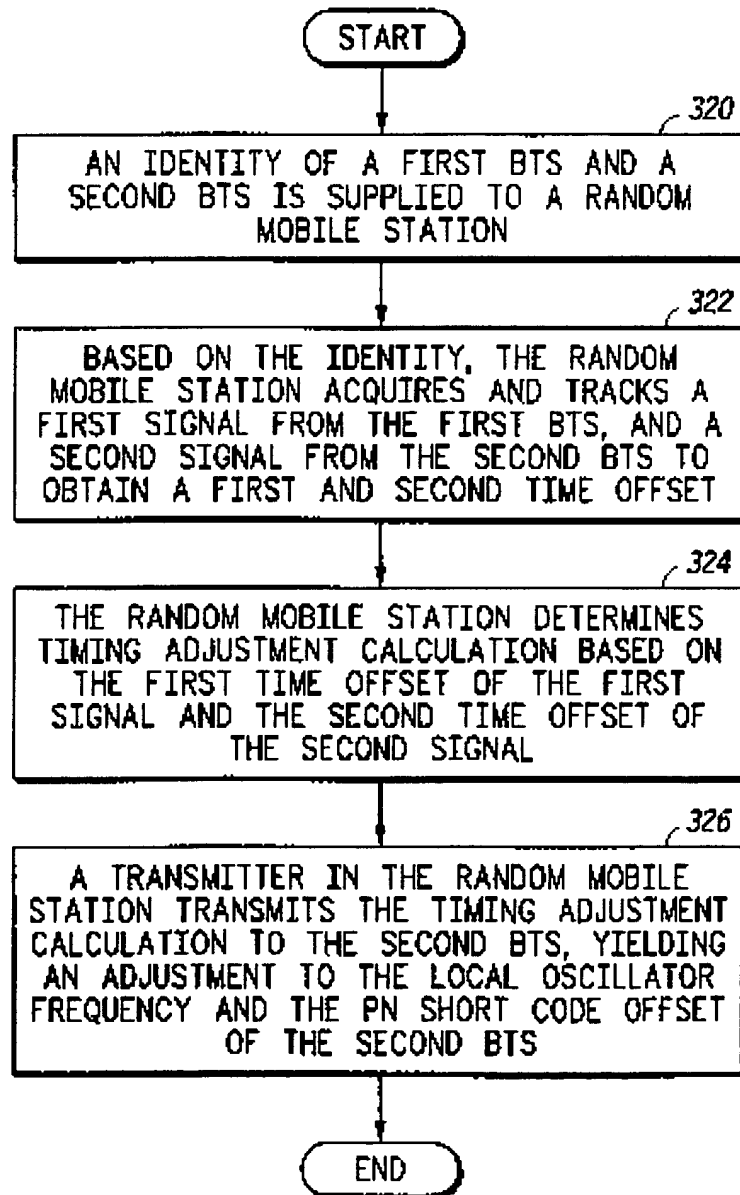 START
320
AN IDENTITY OF A FIRST BTS AND A
SECOND BTS IS SUPPLIED TO A RANDOM
MOBILE STATION
322
BASED ON THE IDENTITY, THE RANDOM
MOBILE STATION ACQUIRES AND TRACKS A
FIRST SIGNAL FROM THE FIRST BTS, AND A
SECOND SIGNAL FROM THE SECOND BTS TO
OBTAIN A FIRST AND SECOND TIME OFFSET
324
THE RANDOM MOBILE STATION DETERMINES
TIMING ADJUSTMENT CALCULATION BASED ON
THE FIRST TIME OFFSET OF THE FIRST
SIGNAL AND THE SECOND TIME OFFSET OF
THE SECOND SIGNAL
326
A TRANSMITTER IN THE RANDOM MOBILE
STATION TRANSMITS THE TIMING ADJUSTMENT
CALCULATION TO THE SECOND BTS, YIELDING
AN ADJUSTMENT TO THE LOCAL OSCILLATOR
FREQUENCY AND THE PN SHORT CODE OFFSET
OF THE SECOND BTS
END